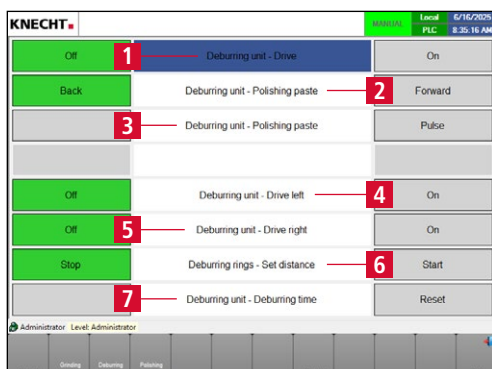 KNECHT
MANUAL
Local 6/16/2025
PLC 8:35:16 AM
Off 1 Deburring unit - Drive On
Back Deburring unit - Polishing paste 2 Forward
3 Deburring unit - Polishing paste Pulse
Off Deburring unit - Drive left 4 On
Off 5 Deburring unit - Drive right On
Stop Deburring rings - Set distance 6 Start
7 Deburring unit - Deburring time Reset
Administrator Level: Administrator
Grinding Deburring Polishing